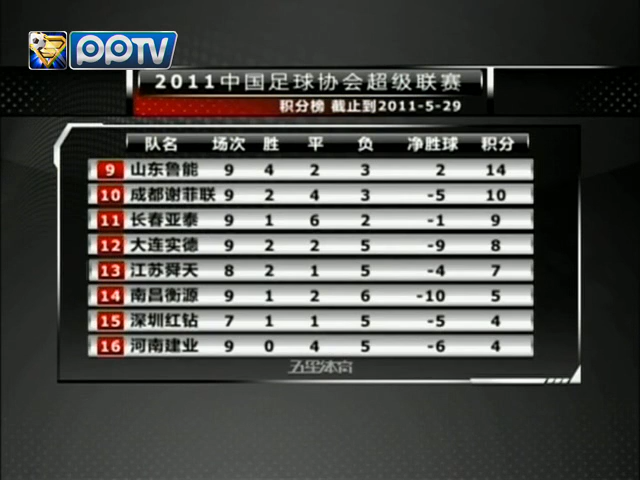 PPTV
2011中国足球协会超级联赛
积分榜 截止到2011-5-29
队名 场次 胜 平 负 净胜球 积分
9 山东鲁能 9 4 2 3 2 14
10 成都谢菲联 9 2 4 3 -5 10
11 长春亚泰 9 1 6 2 -1 9
12 大连实德 9 2 2 5 -9 8
13 江苏舜天 8 2 1 5 -4 7
14 南昌衡源 9 1 2 6 -10 5
15 深圳红钻 7 1 1 5 -5 4
16 河南建业 9 0 4 5 -6 4
五星体育